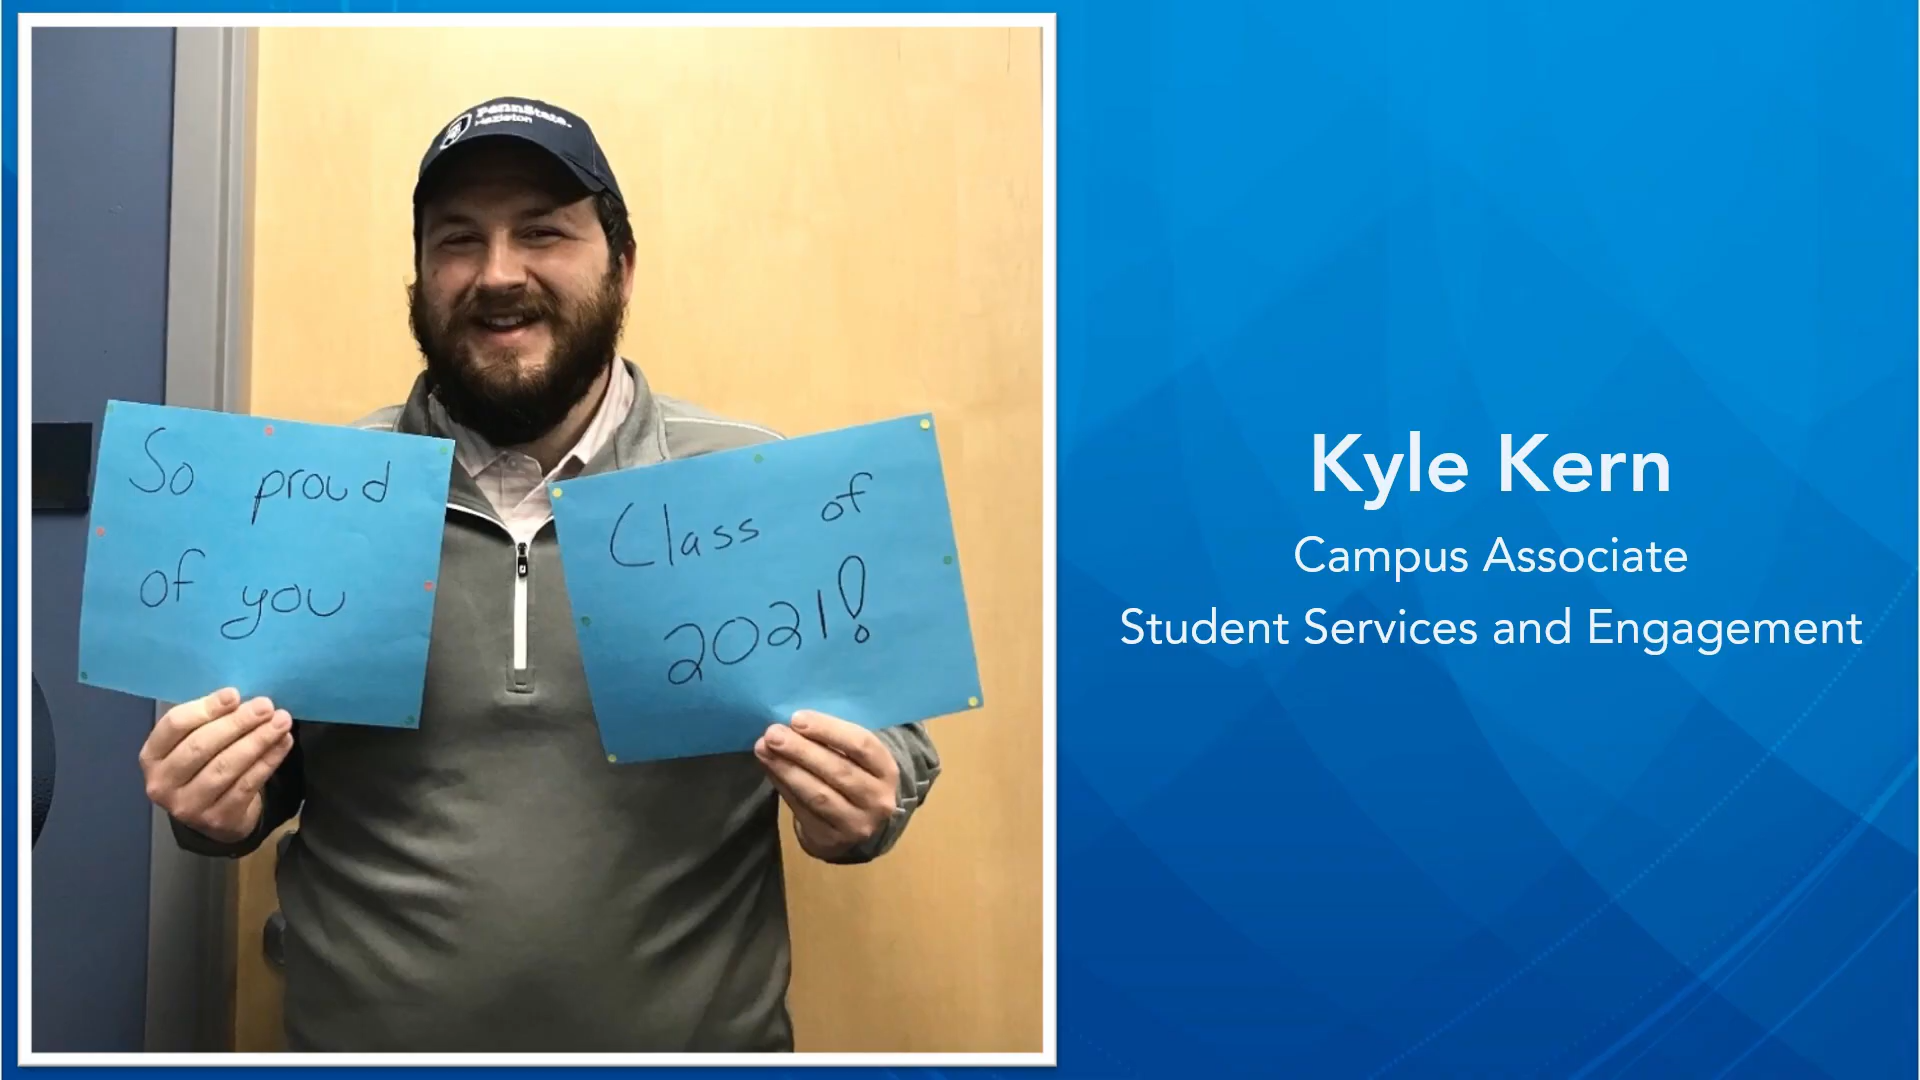 PennState.
Hazleton
So proud
of you
Class of
2021!
Kyle Kern
Campus Associate
Student Services and Engagement